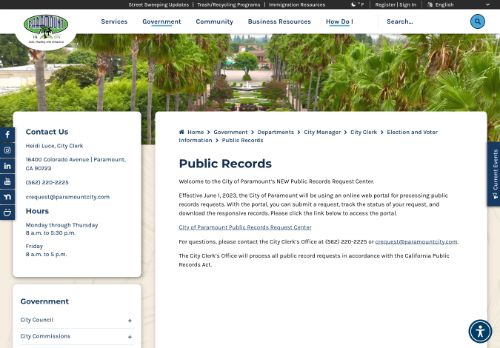 Street Sweeping Updates | Trash/Recycling Programs | Immigration Resources
° F | Register | Sign In | English
PARAMOUNT
Services Government Community Business Resources How Do I Search...
Contact Us
Heidi Luce, City Clerk
16400 Colorado Avenue | Paramount,
CA 90723
(562) 220-2225
crequest@paramountcity.com
Hours
Monday through Thursday
8 a.m. to 5:30 p.m.
Friday
8 a.m. to 5 p.m.
Government
City Council +
City Commissions +
Home > Government > Departments > City Manager > City Clerk > Election and Voter
Information > Public Records
Public Records
Welcome to the City of Paramount's NEW Public Records Request Center.
Effective June 1, 2023, the City of Paramount will be using an online web portal for processing public
records requests. With the portal, you can submit a request, track the status of your request, and
download the responsive records. Please click the link below to access the portal.
City of Paramount Public Records Request Center
For questions, please contact the City Clerk's Office at (562) 220-2225 or crequest@paramountcity.com.
The City Clerk's Office will process all public record requests in accordance with the California Public
Records Act.
Current Events